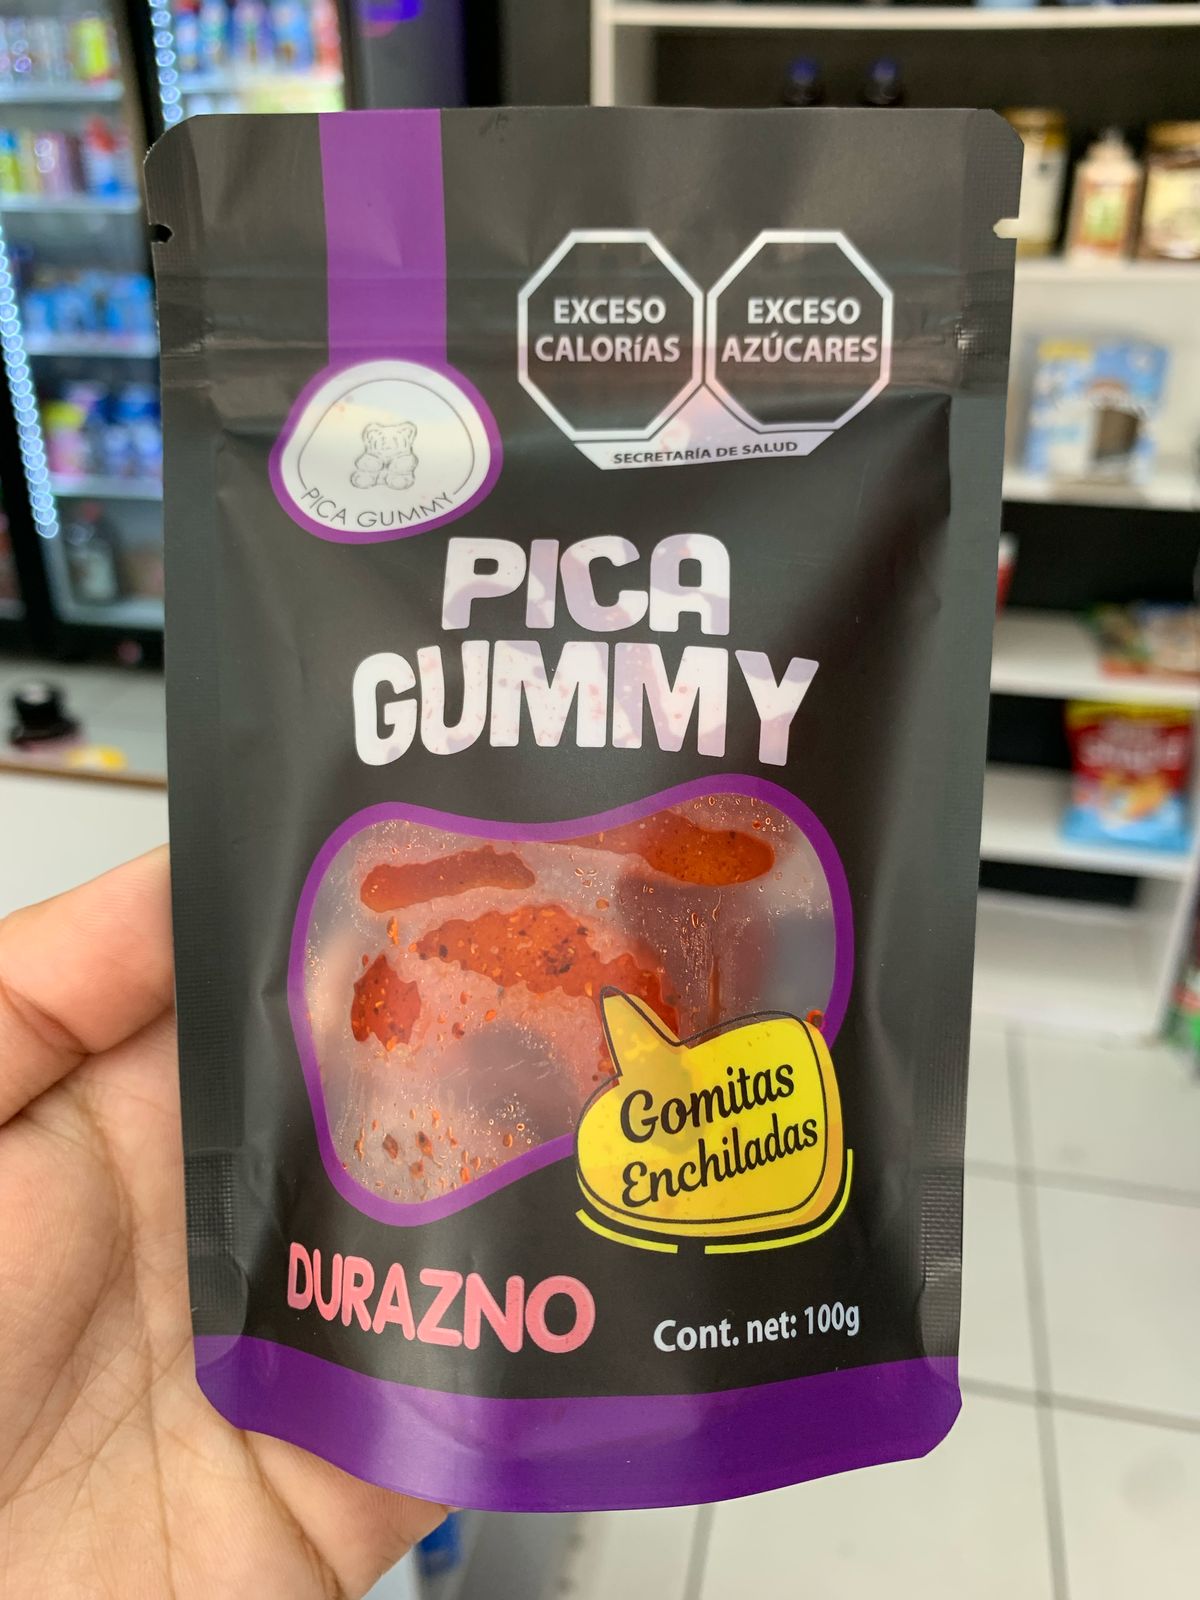 EXCESO
CALORíAS
EXCESO
AZÚCARES
SECRETARÍA DE SALUD
PICA GUMMY
PICA
GUMMY
Gomitas
Enchiladas
DURAZNO
Cont. net: 100g